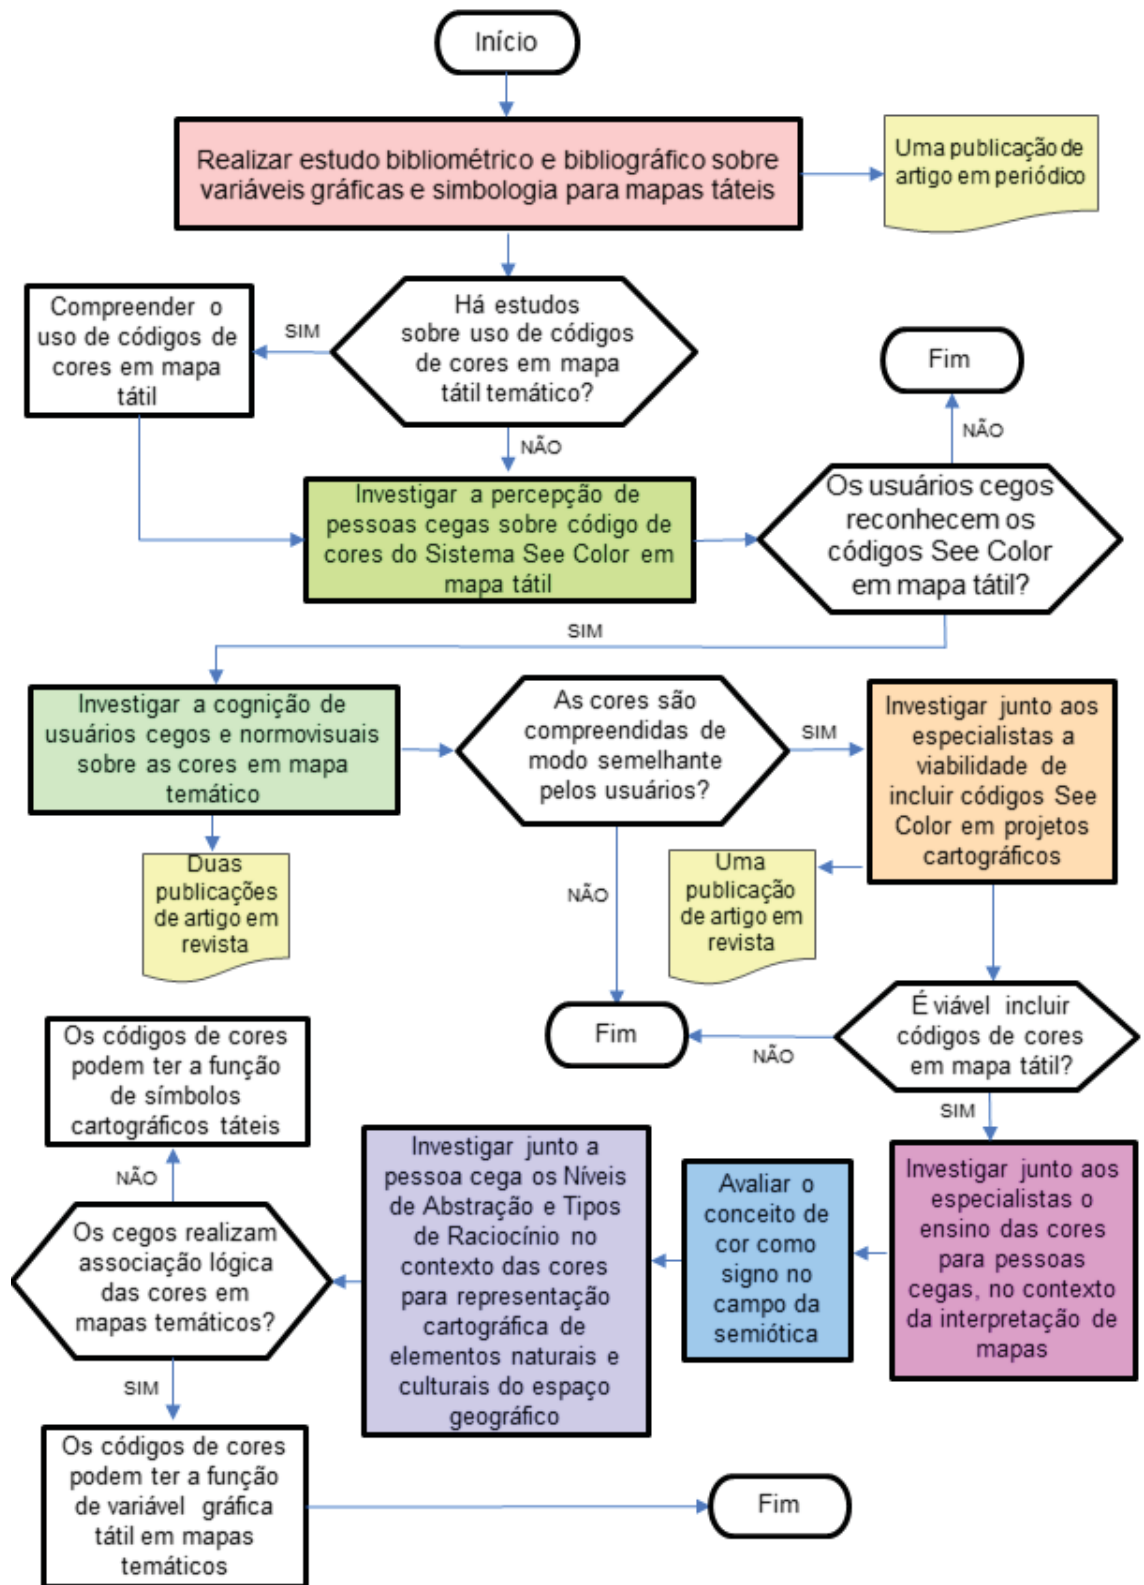 Início
Realizar estudo bibliométrico e bibliográfico sobre
variáveis gráficas e simbologia para mapas táteis
Uma publicação de
artigo em periódico
Há estudos
sobre uso de códigos
de cores em mapa
tátil temático?
SIM
Compreender o
uso de códigos de
cores em mapa
tátil
NÃO
Investigar a percepção de
pessoas cegas sobre código de
cores do Sistema See Color em
mapa tátil
Os usuários cegos
reconhecem os
códigos See Color
em mapa tátil?
NÃO
Fim
SIM
Investigar a cognição de
usuários cegos e normovisuais
sobre as cores em mapa
temático
Duas
publicações
de artigo em
revista
As cores são
compreendidas de
modo semelhante
pelos usuários?
SIM
NÃO
Investigar junto aos
especialistas a
viabilidade de
incluir códigos See
Color em projetos
cartográficos
Uma
publicação
de artigo em
revista
É viável incluir
códigos de cores
em mapa tátil?
NÃO
Fim
SIM
Investigar junto aos
especialistas o
ensino das cores
para pessoas
cegas, no contexto
da interpretação de
mapas
Avaliar o
conceito de
cor como
signo no
campo da
semiótica
Investigar junto a
pessoa cega os Níveis
de Abstração e Tipos
de Raciocínio no
contexto das cores
para representação
cartográfica de
elementos naturais e
culturais do espaço
geográfico
Os cegos realizam
associação lógica
das cores em
mapas temáticos?
NÃO
Os códigos de cores
podem ter a função
de símbolos
cartográficos táteis
SIM
Os códigos de cores
podem ter a função
de variável gráfica
tátil em mapas
temáticos
Fim